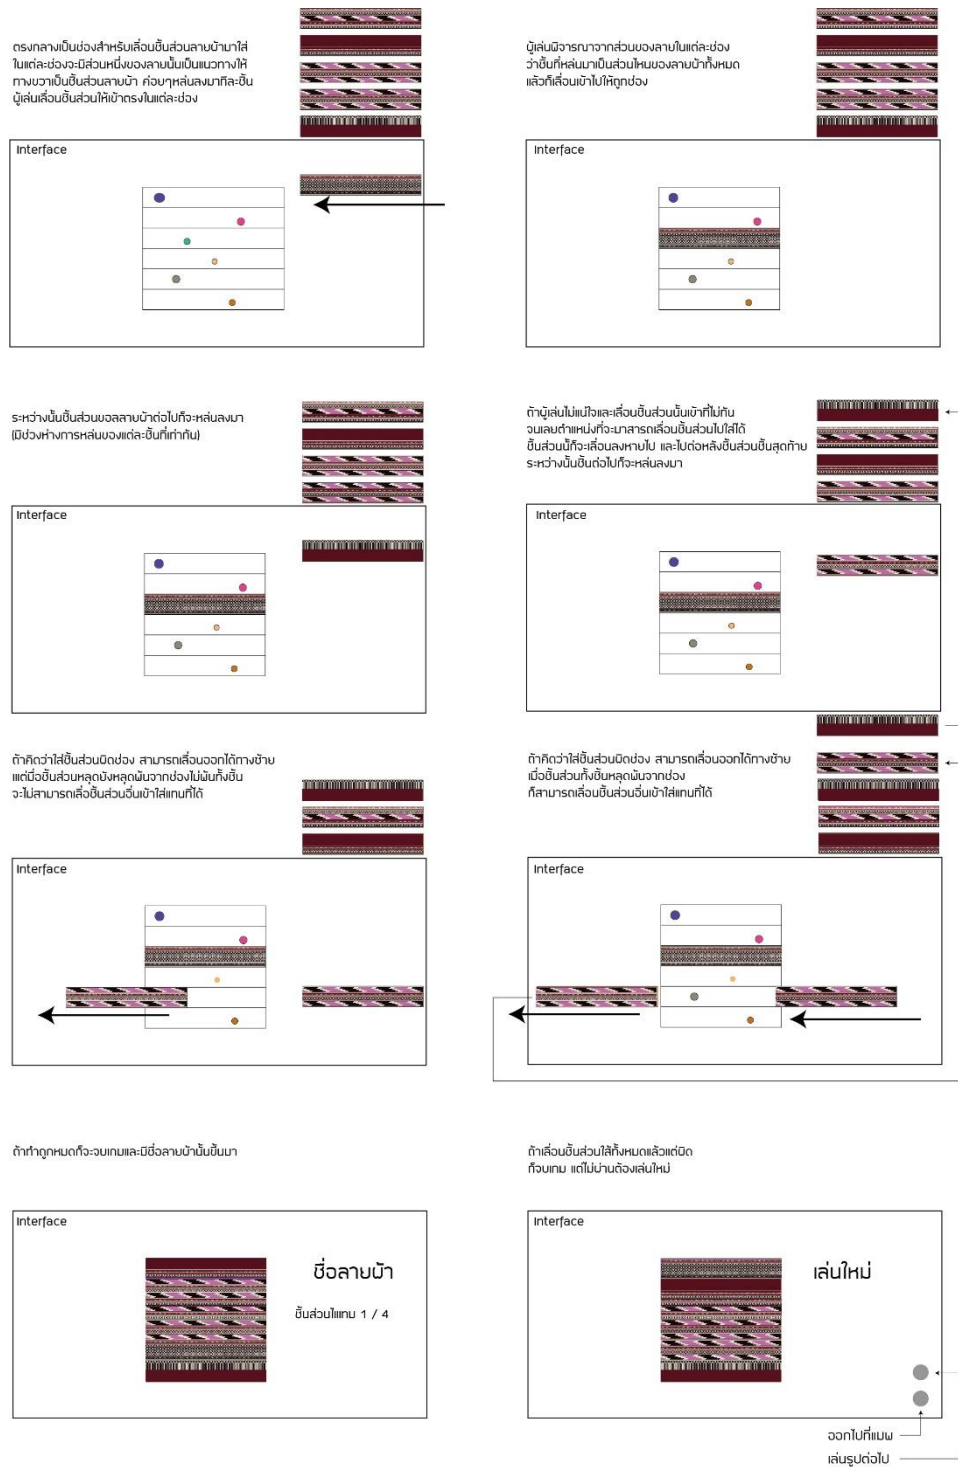 ตรงกลางเป็นช่องสำหรับเลื่อนชิ้นส่วนลายผ้ามาใส่
ในแต่ละช่องจะมีส่วนหนึ่งของลายนั้นเป็นแนวทางให้
ทางขวาเป็นชิ้นส่วนลายผ้า ค่อยๆหล่นลงมาทีละชิ้น
ผู้เล่นเลื่อนชิ้นส่วนให้เข้าตรงในแต่ละช่อง
Interface
ผู้เล่นพิจารณาจากส่วนของลายในแต่ละช่อง
ว่าชิ้นที่หล่นมาเป็นส่วนไหนของลายผ้าทั้งหมด
แล้วก็เลื่อนเข้าไปให้ถูกช่อง
Interface
ระหว่างนั้นชิ้นส่วนของลายผ้าต่อไปก็จะหล่นลงมา
(มีช่วงห่างการหล่นของแต่ละชิ้นที่เท่ากัน)
Interface
ถ้าผู้เล่นไม่แน่ใจและเลื่อนชิ้นส่วนนั้นเข้าที่ไม่ทัน
จนเลยตำแหน่งที่จะมาสารถเลื่อนชิ้นส่วนไปใส่ได้
ชิ้นส่วนนี้ก็จะเลื่อนลงหายไป และไปต่อหลังชิ้นส่วนชิ้นสุดท้าย
ระหว่างนั้นชิ้นต่อไปก็จะหล่นลงมา
Interface
ถ้าคิดว่าใส่ชิ้นส่วนผิดช่อง สามารถเลื่อนออกได้ทางซ้าย
แต่เมื่อชิ้นส่วนหลุดยังหลุดพ้นจากช่องไม่พ้นทั้งชิ้น
จะไม่สามารถเลื่อชิ้นส่วนอื่นเข้าใส่แทนที่ได้
Interface
ถ้าคิดว่าใส่ชิ้นส่วนผิดช่อง สามารถเลื่อนออกได้ทางซ้าย
เมื่อชิ้นส่วนทั้งชิ้นหลุดพ้นจากช่อง
ก็สามารถเลื่อนชิ้นส่วนอื่นเข้าใส่แทนที่ได้
Interface
ถ้าทำถูกหมดก็จะจบเกมและมีชื่อลายผ้านั้นขึ้นมา
Interface
ชื่อลายผ้า
ชิ้นส่วนไแทม 1 / 4
ถ้าเลื่อนชิ้นส่วนใส่ทั้งหมดแล้วแต่ผิด
ก็จบเกม แต่ไม่ผ่านต้องเล่นใหม่
Interface
เล่นใหม่
ออกไปที่แมพ
เล่นรูปต่อไป